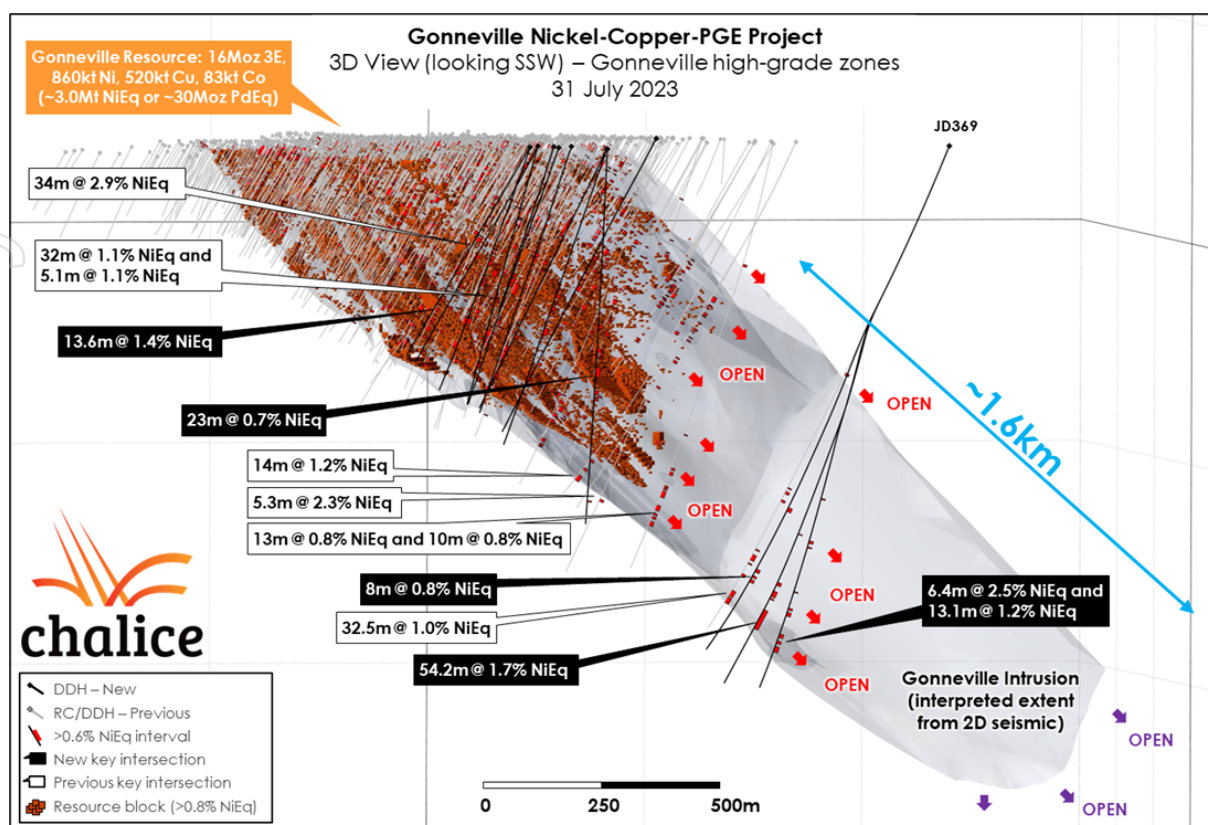 Gonneville Nickel-Copper-PGE Project
3D View (looking SSW) – Gonneville high-grade zones
31 July 2023
Gonneville Resource: 16Moz 3E,
860kt Ni, 520kt Cu, 83kt Co
(~3.0Mt NiEq or ~30Moz PdEq)
JD369
34m @ 2.9% NiEq
32m @ 1.1% NiEq and
5.1m @ 1.1% NiEq
13.6m @ 1.4% NiEq
23m @ 0.7% NiEq
14m @ 1.2% NiEq
5.3m @ 2.3% NiEq
13m @ 0.8% NiEq and 10m @ 0.8% NiEq
8m @ 0.8% NiEq
32.5m @ 1.0% NiEq
54.2m @ 1.7% NiEq
6.4m @ 2.5% NiEq and
13.1m @ 1.2% NiEq
OPEN
OPEN
OPEN
OPEN
OPEN
OPEN
~1.6km
Gonneville Intrusion
(interpreted extent
from 2D seismic)
OPEN
OPEN
chalice
DDH – New
RC/DDH – Previous
>0.6% NiEq interval
New key intersection
Previous key intersection
Resource block (>0.8% NiEq)
0
250
500m